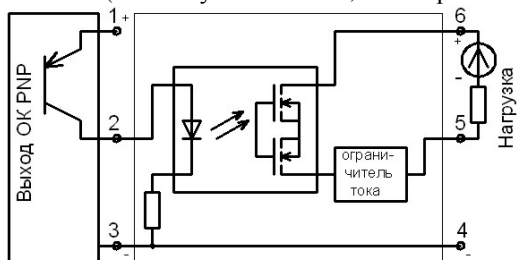 1
+
6
+
-
Выход ОК PNP
2
5
Нагрузка
ограни-
читель
тока
3
-
4
-